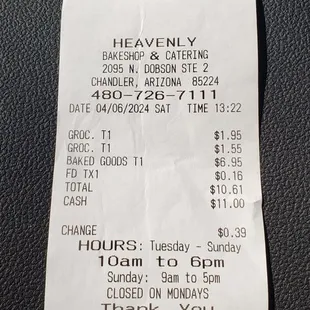 HEAVENLY
BAKESHOP & CATERING
2095 N. DOBSON STE 2
CHANDLER, ARIZONA 85224
480-726-7111
DATE 04/06/2024 SAT TIME 13:22
GROC. T1 $1.95
GROC. T1 $1.55
BAKED GOODS T1 $6.95
FD TX1 $0.16
TOTAL $10.61
CASH $11.00
CHANGE $0.39
HOURS: Tuesday - Sunday
10am to 6pm
Sunday: 9am to 5pm
CLOSED ON MONDAYS
Thank You